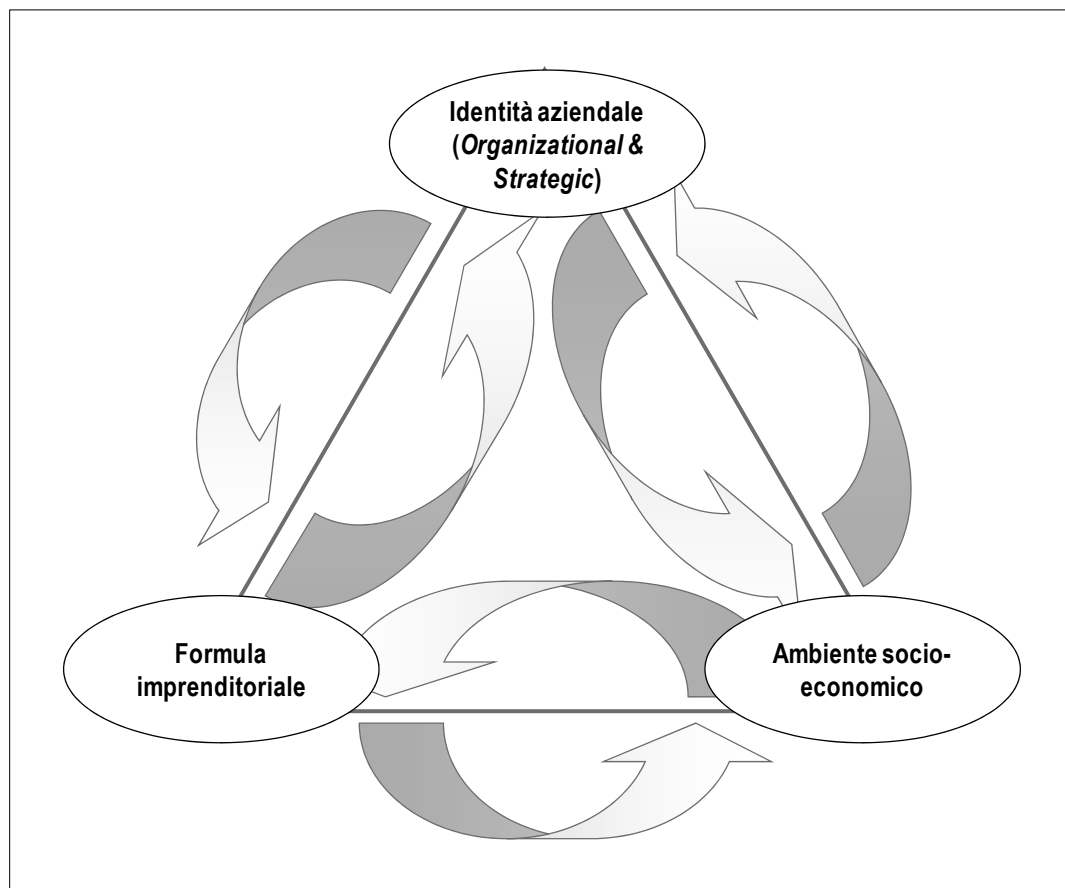 Identità aziendale
(Organizational &
Strategic)
Formula
imprenditoriale
Ambiente socio-
economico